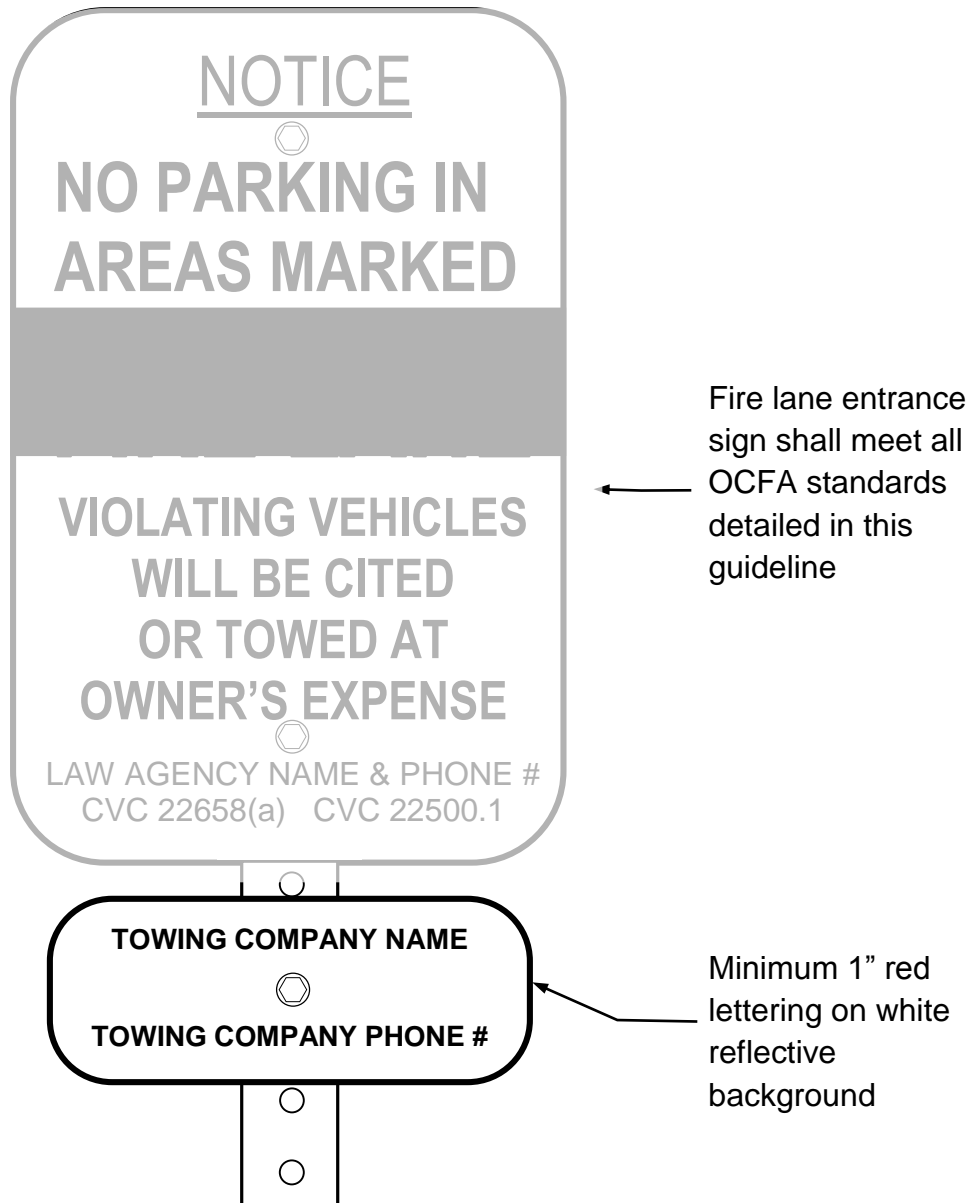 NOTICE
NO PARKING IN
AREAS MARKED
VIOLATING VEHICLES
WILL BE CITED
OR TOWED AT
OWNER’S EXPENSE
LAW AGENCY NAME & PHONE #
CVC 22658(a) CVC 22500.1
TOWING COMPANY NAME
TOWING COMPANY PHONE #
Fire lane entrance
sign shall meet all
OCFA standards
detailed in this
guideline
Minimum 1” red
lettering on white
reflective
background